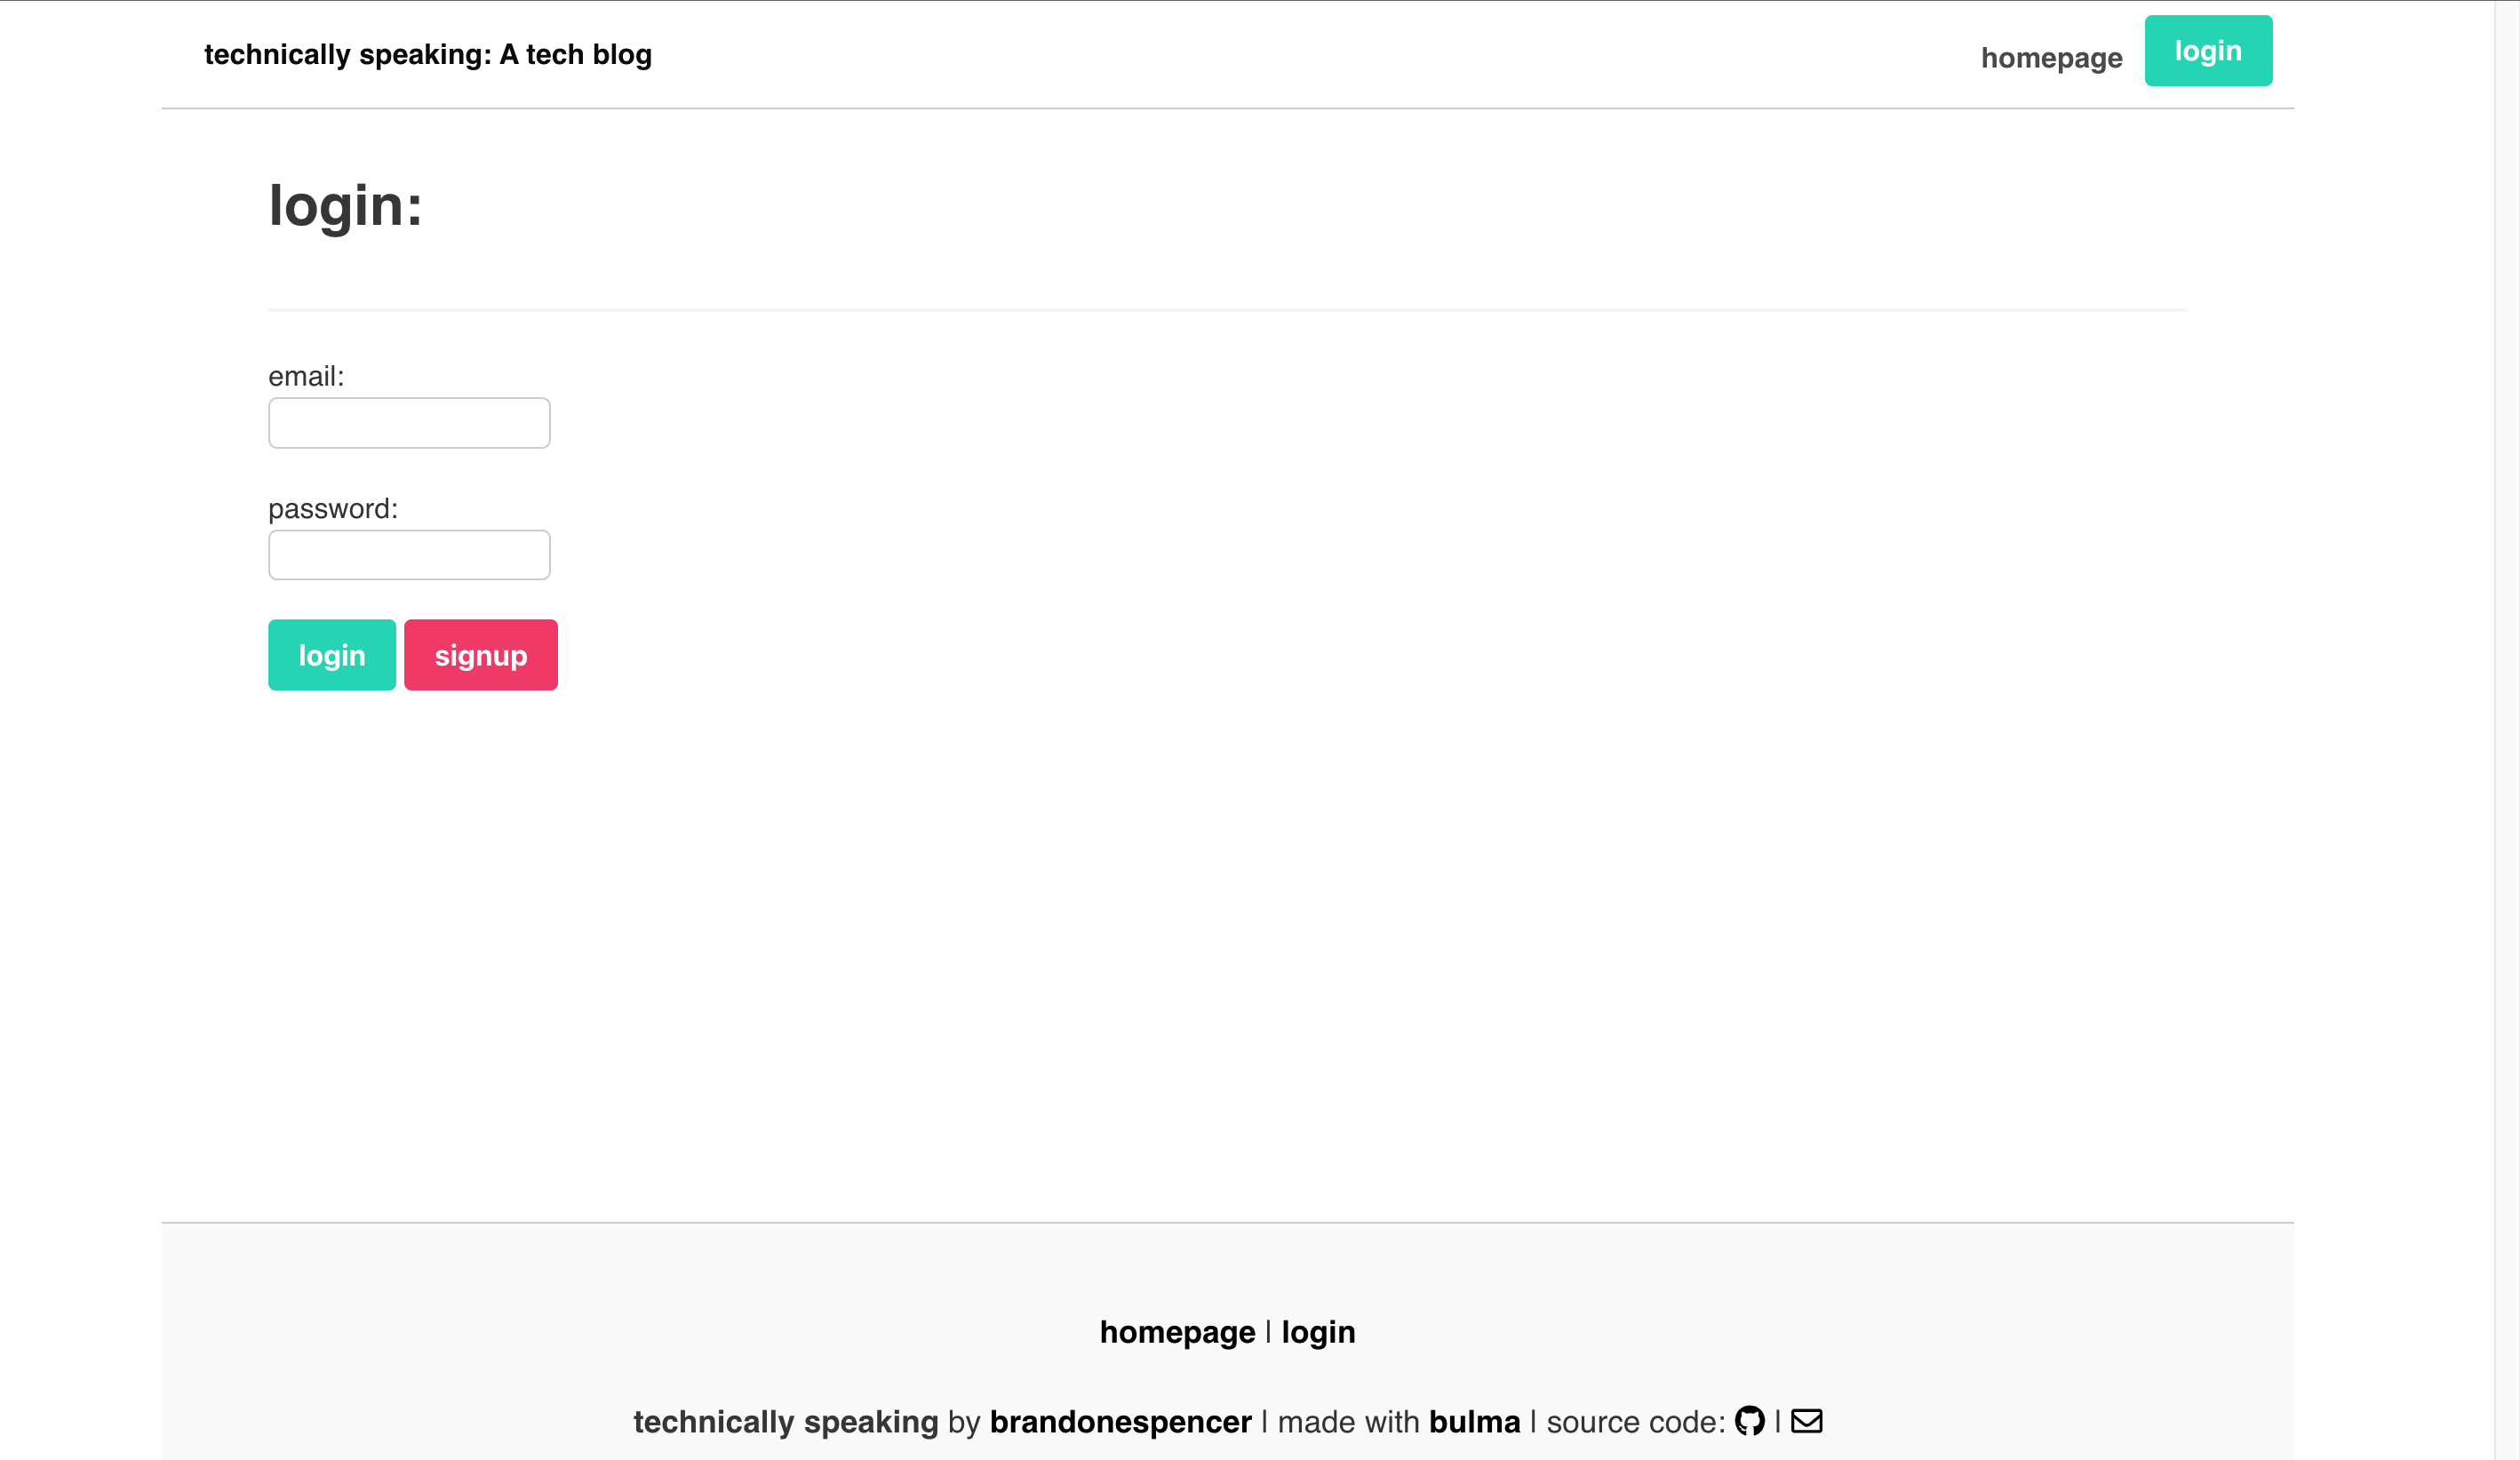 technically speaking: A tech blog
homepage
login
login:
email:
password:
login signup
homepage | login
technically speaking by brandonespencer | made with bulma | source code: |